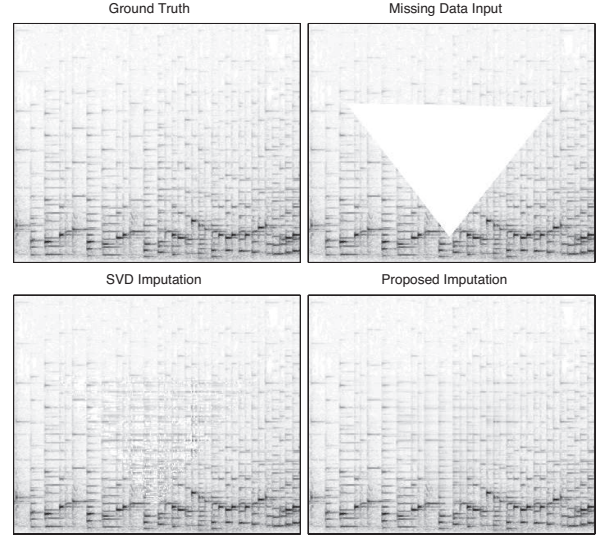 Ground Truth
Missing Data Input
SVD Imputation
Proposed Imputation